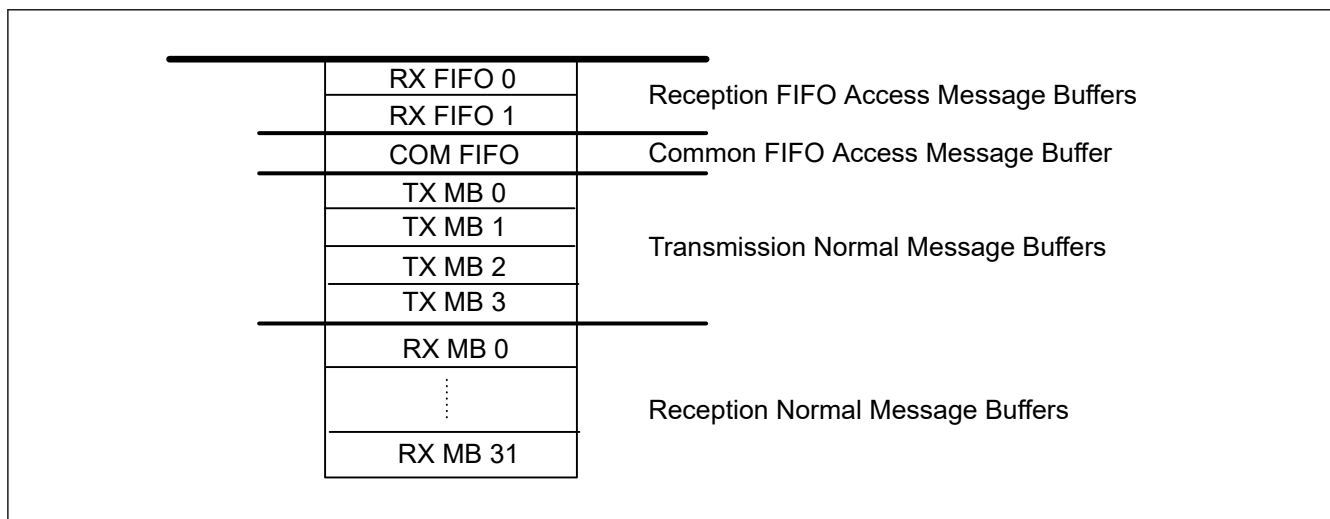 RX FIFO 0
RX FIFO 1
Reception FIFO Access Message Buffers
COM FIFO
Common FIFO Access Message Buffer
TX MB 0
TX MB 1
TX MB 2
TX MB 3
Transmission Normal Message Buffers
RX MB 0
RX MB 31
Reception Normal Message Buffers